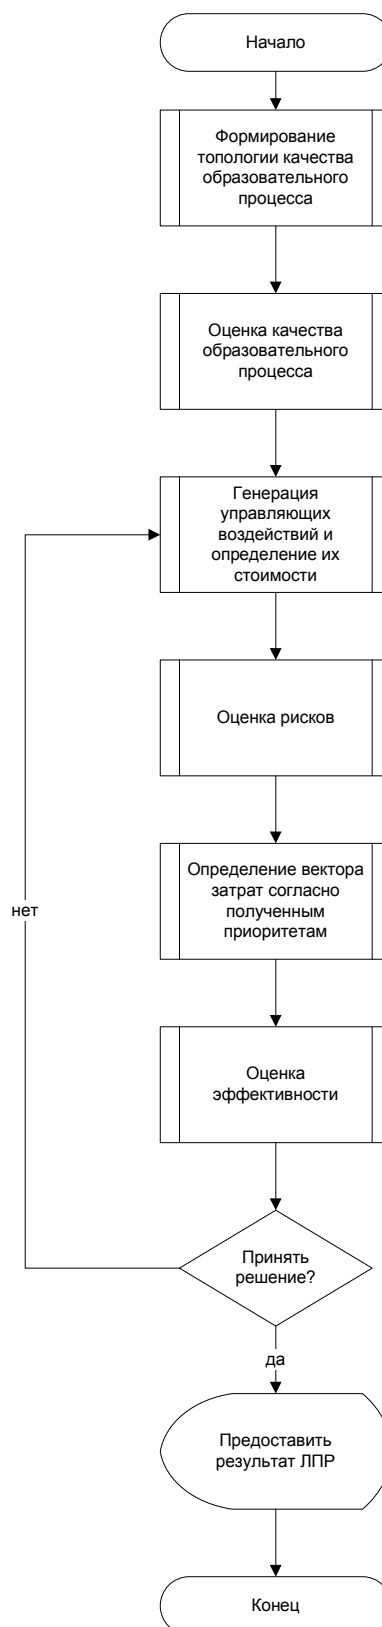 Начало
Формирование
топологии качества
образовательного
процесса
Оценка качества
образовательного
процесса
Генерация
управляющих
воздействий и
определение их
стоимости
Оценка рисков
Определение вектора
затрат согласно
полученным
приоритетам
нет
Оценка
эффективности
Принять
решение?
да
Предоставить
результат ЛПР
Конец